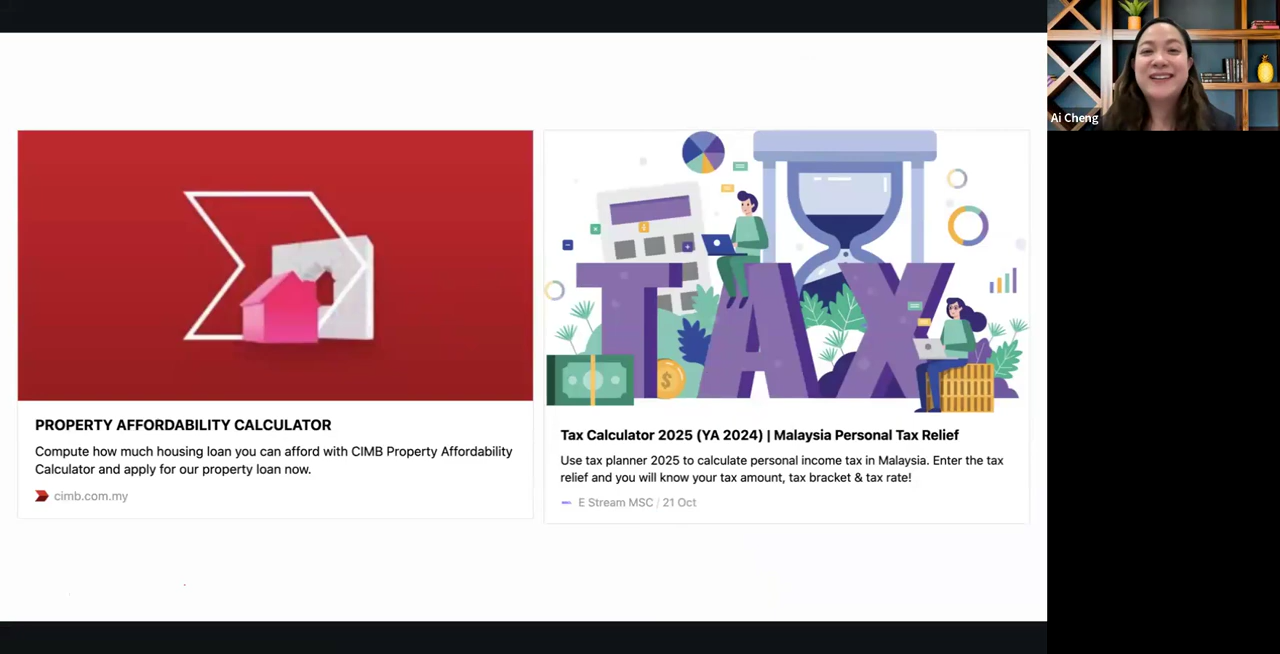 Ai Cheng
TAX
PROPERTY AFFORDABILITY CALCULATOR
Compute how much housing loan you can afford with CIMB Property Affordability
Calculator and apply for our property loan now.
cimb.com.my
Tax Calculator 2025 (YA 2024) | Malaysia Personal Tax Relief
Use tax planner 2025 to calculate personal income tax in Malaysia. Enter the tax
relief and you will know your tax amount, tax bracket & tax rate!
E Stream MSC / 21 Oct